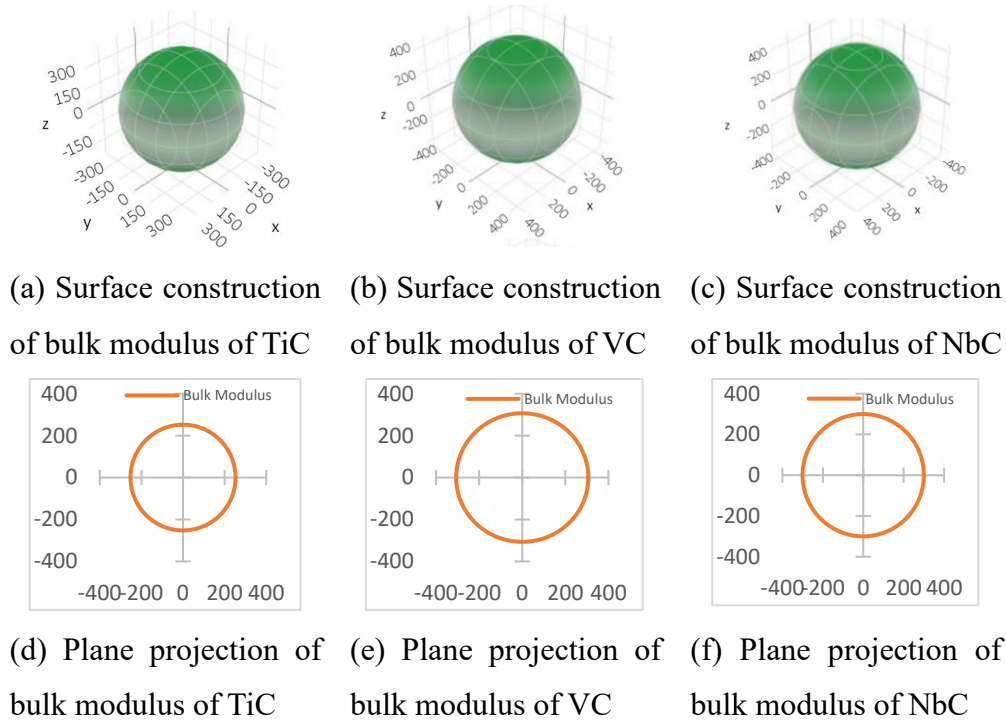 300
150
0
z
-150
-300
-150
0
y
150
300
-300
-150
0
x
150
300
400
200
0
z
-200
-400
-200
0
y
200
400
-400
-200
0
x
200
400
400
200
0
z
-200
-400
-200
0
y
200
400
-400
-200
0
x
200
400
(a) Surface construction
of bulk modulus of TiC
(b) Surface construction
of bulk modulus of VC
(c) Surface construction
of bulk modulus of NbC
400
Bulk Modulus
200
0
-200
-400
-400-200 0 200 400
400
Bulk Modulus
200
0
-200
-400
-400 -200 0 200 400
400
Bulk Modulus
200
0
-200
-400
-400-200 0 200 400
(d) Plane projection of
bulk modulus of TiC
(e) Plane projection of
bulk modulus of VC
(f) Plane projection of
bulk modulus of NbC